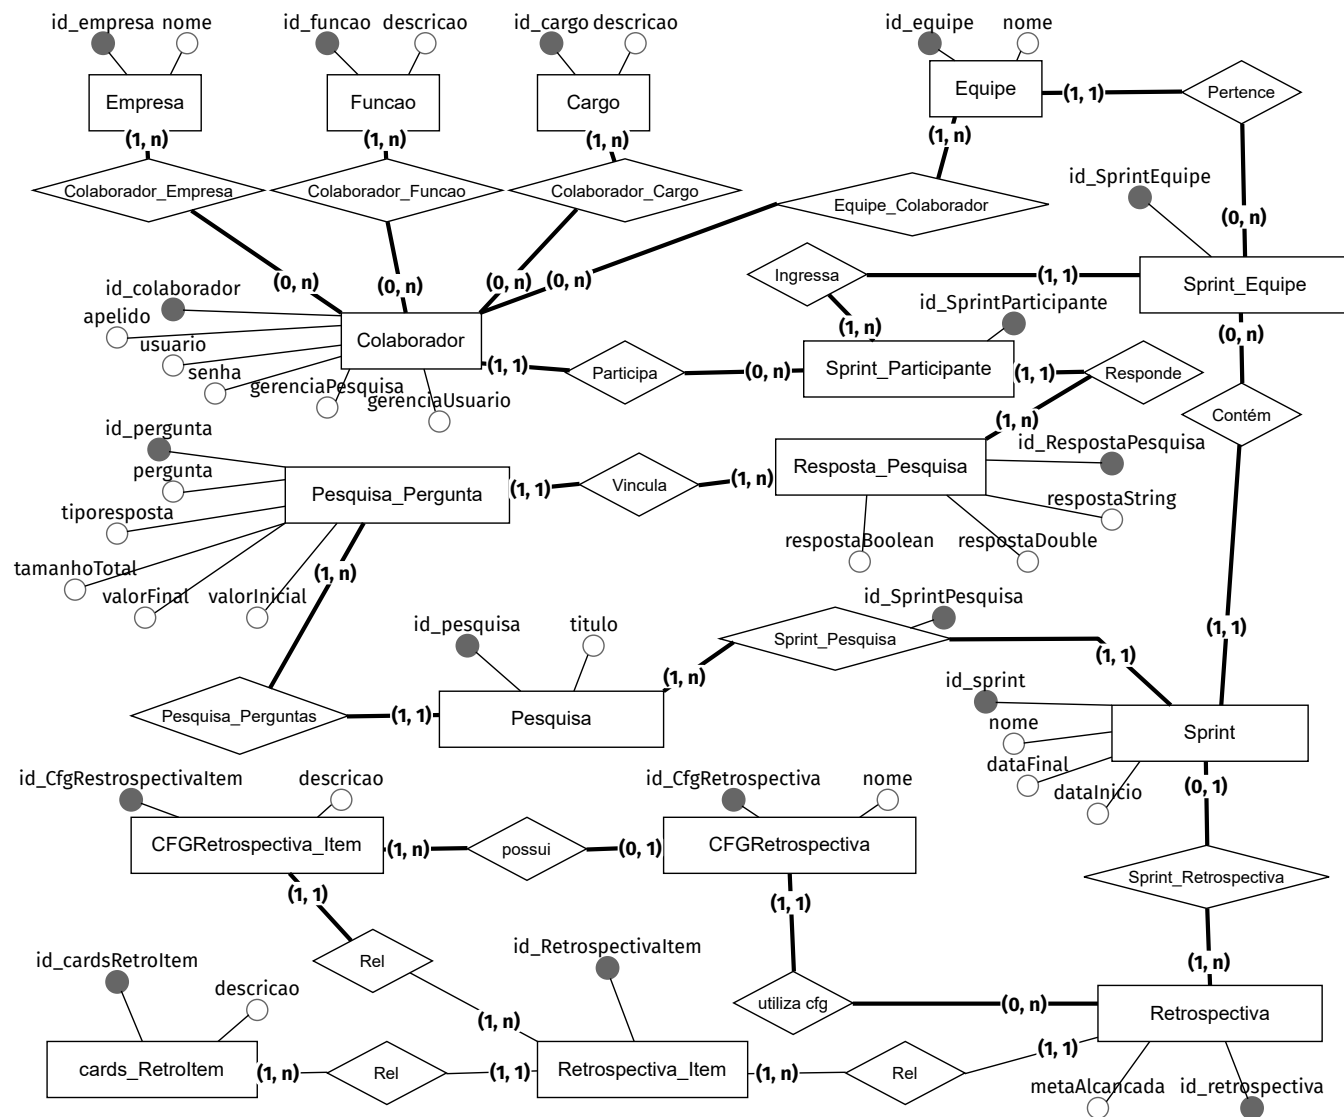 id_empresa nome
id_funcao descricao
id_cargo descricao
id_equipe nome
Empresa
Funcao
Cargo
Equipe
(1, 1)
Pertence
(1, n)
(1, n)
(1, n)
(1, n)
Colaborador_Empresa
Colaborador_Funcao
Colaborador_Cargo
Equipe_Colaborador
id_SprintEquipe
(0, n)
(0, n)
(0, n)
(0, n)
(0, n)
Ingressa
(1, 1)
Sprint_Equipe
id_colaborador
apelido
usuario
senha
gerenciaPesquisa
gerenciaUsuario
Colaborador
(1, 1)
Participa
(0, n)
(1, n)
id_SprintParticipante
Sprint_Participante
(1, 1)
Responde
(0, n)
Contém
(1, n)
id_pergunta
pergunta
tiporesposta
tamanhoTotal
valorFinal
valorInicial
Pesquisa_Pergunta
(1, 1)
Vincula
(1, n)
Resposta_Pesquisa
id_RespostaPesquisa
respostaString
respostaBoolean
respostaDouble
(1, n)
id_SprintPesquisa
id_pesquisa
titulo
Sprint_Pesquisa
(1, 1)
(1, 1)
(1, n)
id_sprint
nome
dataFinal
dataInicio
Pesquisa_Perguntas
(1, 1)
Pesquisa
Sprint
(0, 1)
id_CfgRestrospectivaItem
descricao
id_CfgRetrospectiva
nome
CFGRetrospectiva_Item
(1, n)
possui
(0, 1)
CFGRetrospectiva
Sprint_Retrospectiva
(1, 1)
(1, 1)
id_cardsRetroItem
descricao
Rel
id_RetrospectivaItem
(1, n)
utiliza cfg
(0, n)
Retrospectiva
(1, n)
cards_RetroItem
(1, n)
Rel
(1, 1)
Retrospectiva_Item
(1, n)
Rel
(1, 1)
metaAlcancada
id_retrospectiva